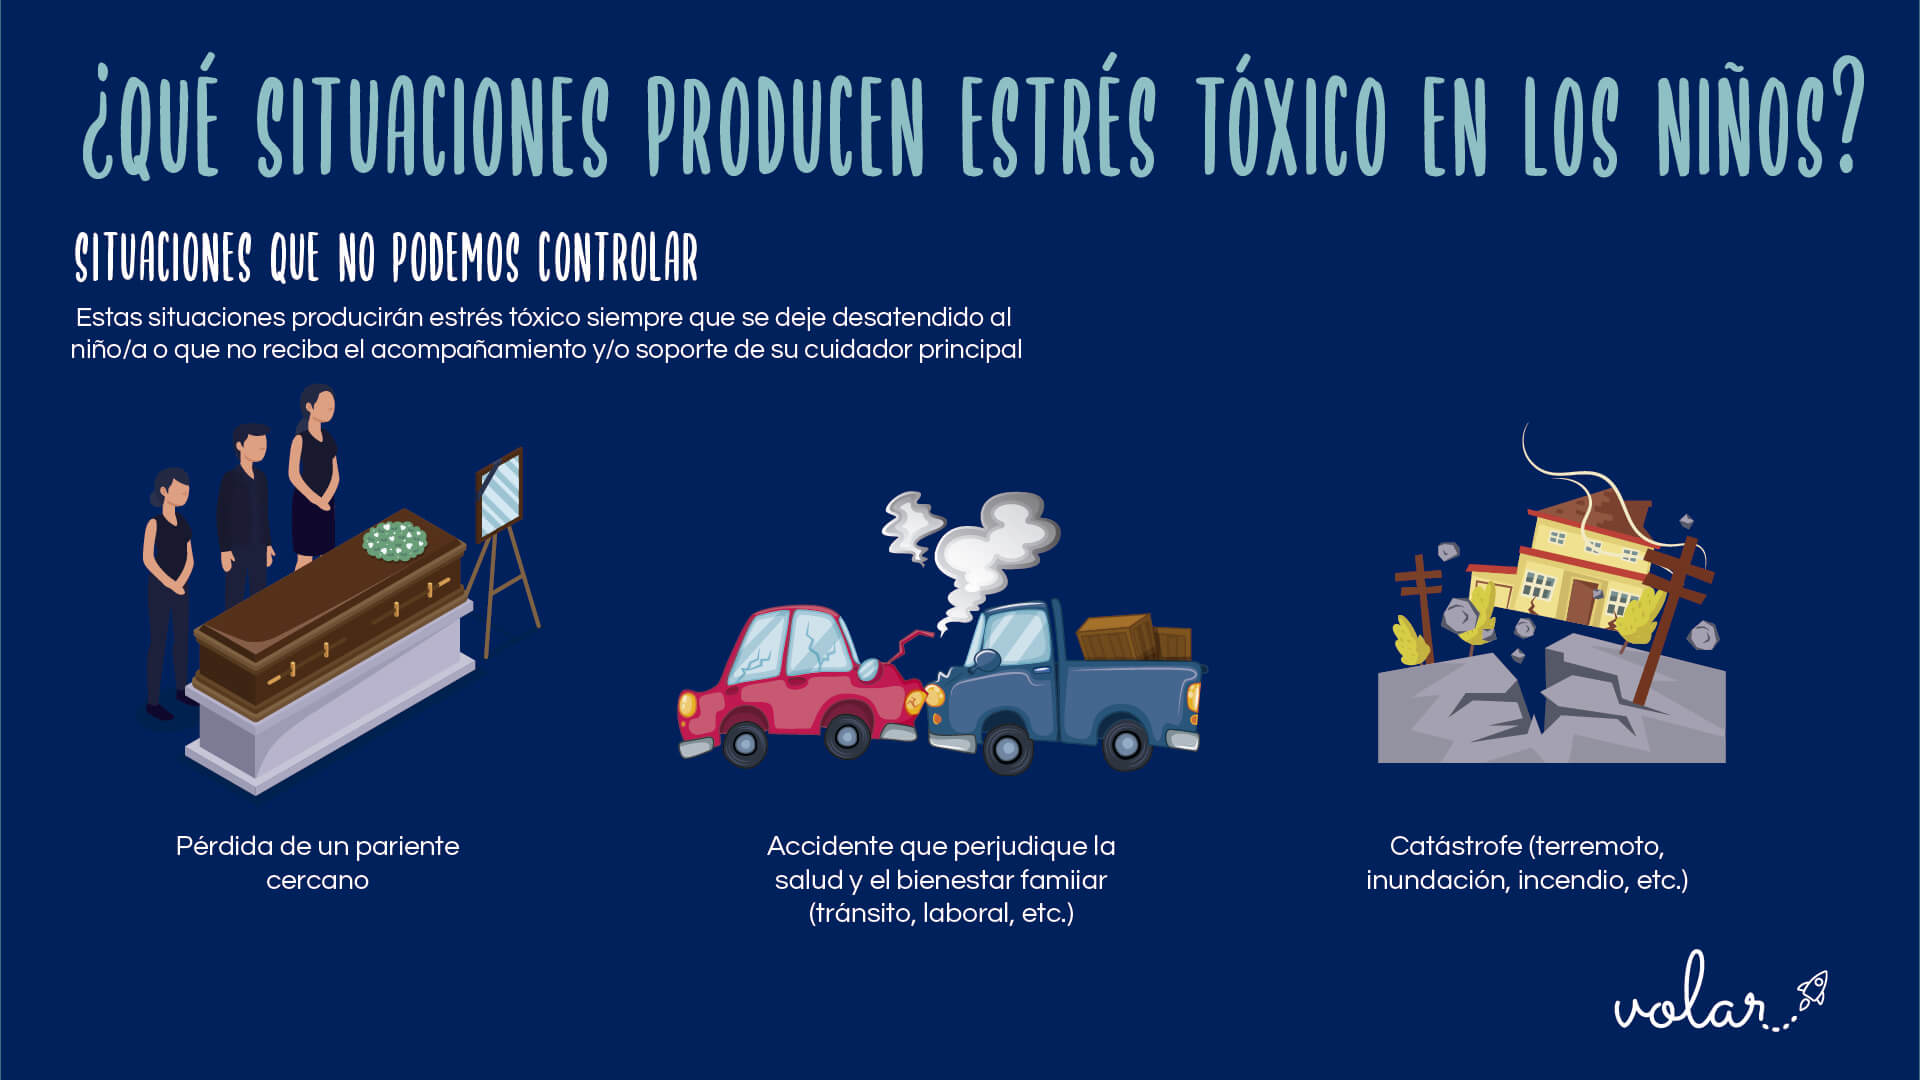 ¿QUÉ SITUACIONES PRODUCEN ESTRÉS TÓXICO EN LOS NIÑOS?
SITUACIONES QUE NO PODEMOS CONTROLAR
Estas situaciones producirán estrés tóxico siempre que se deje desatendido al
niño/a o que no reciba el acompañamiento y/o soporte de su cuidador principal
Pérdida de un pariente
cercano
Accidente que perjudique la
salud y el bienestar famiiar
(tránsito, laboral, etc.)
Catástrofe (terremoto,
inundación, incendio, etc.)
volar